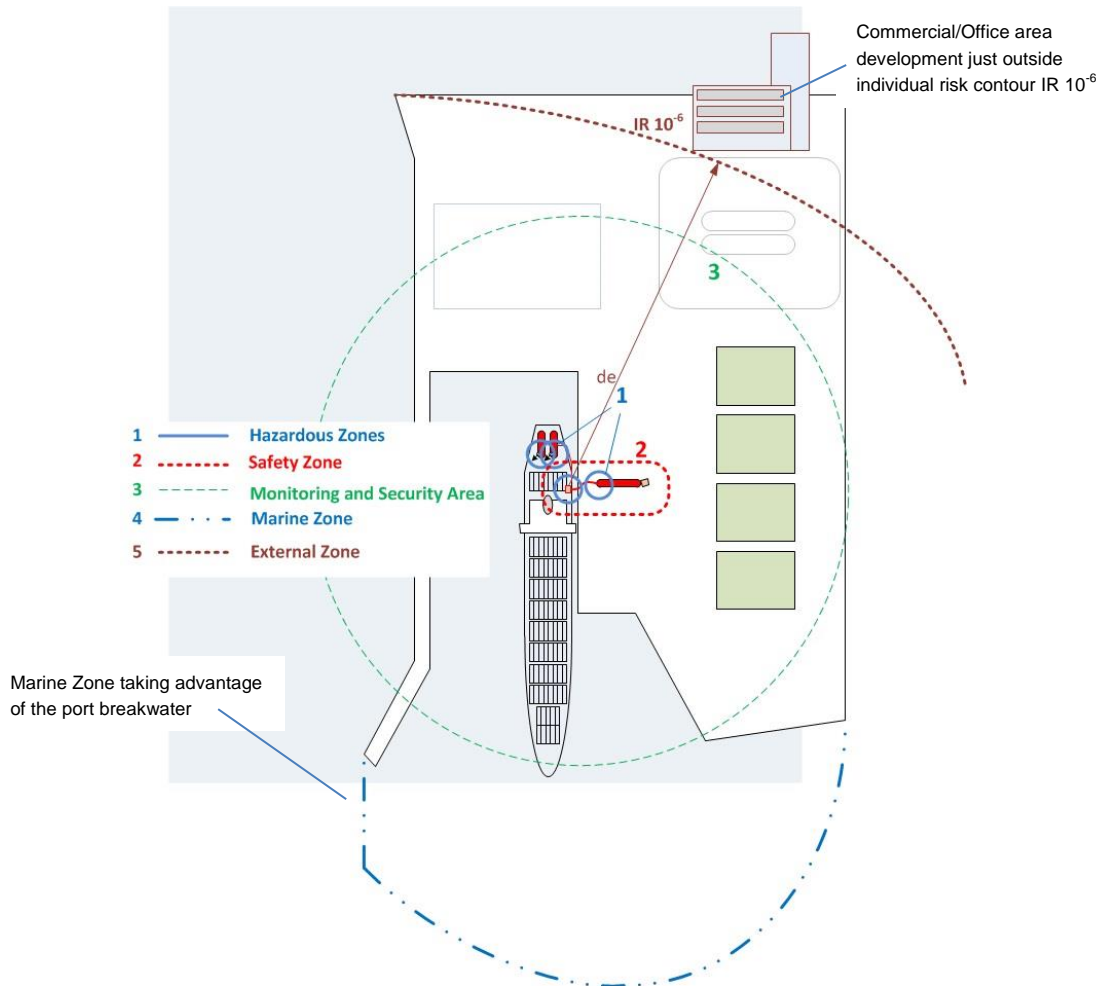 Commercial/Office area
development just outside
individual risk contour IR 10⁻⁶
IR 10⁻⁶
3
de
1
2
1 Hazardous Zones
2 Safety Zone
3 Monitoring and Security Area
4 Marine Zone
5 External Zone
Marine Zone taking advantage
of the port breakwater